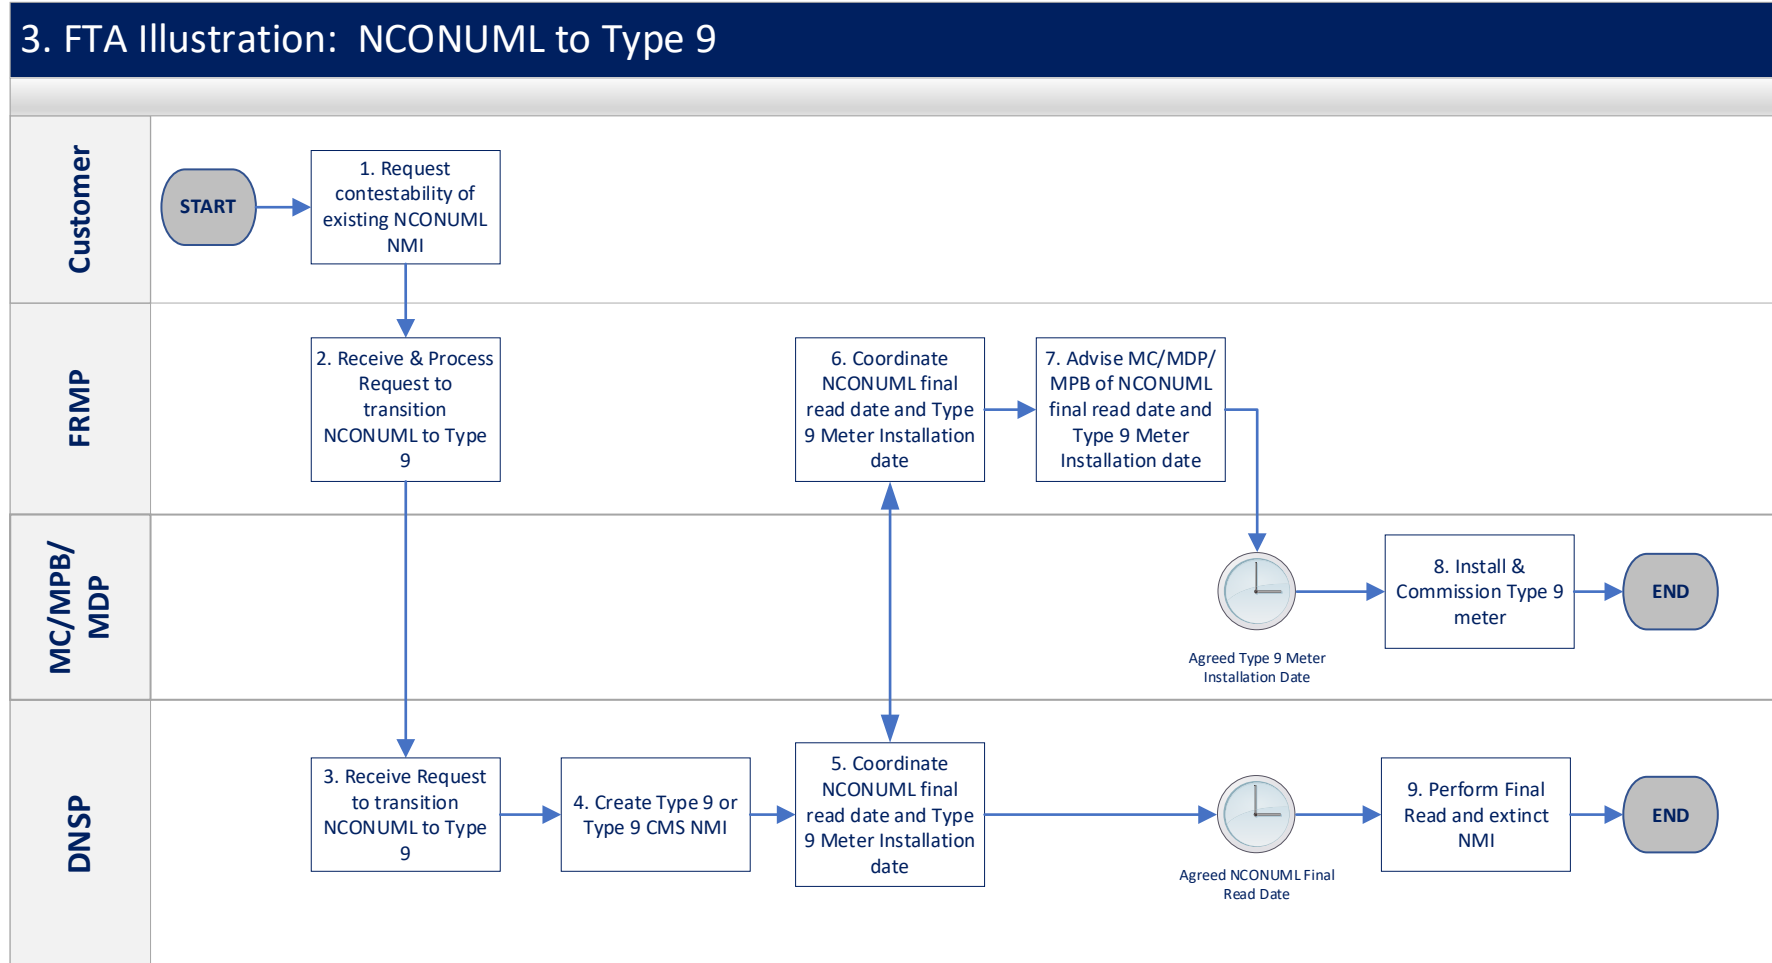 3. FTA Illustration:  NCONUML to Type 9
Customer
START
1. Request
contestability of
existing NCONUML
NMI
FRMP
2. Receive & Process
Request to
transition
NCONUML to Type
9
6. Coordinate
NCONUML final
read date and Type
9 Meter Installation
date
7. Advise MC/MDP/
MPB of NCONUML
final read date and
Type 9 Meter
Installation date
MC/MPB/
MDP
Agreed Type 9 Meter
Installation Date
8. Install &
Commission Type 9
meter
END
DNSP
3. Receive Request
to transition
NCONUML to Type
9
4. Create Type 9 or
Type 9 CMS NMI
5. Coordinate
NCONUML final
read date and Type
9 Meter Installation
date
Agreed NCONUML Final
Read Date
9. Perform Final
Read and extinct
NMI
END